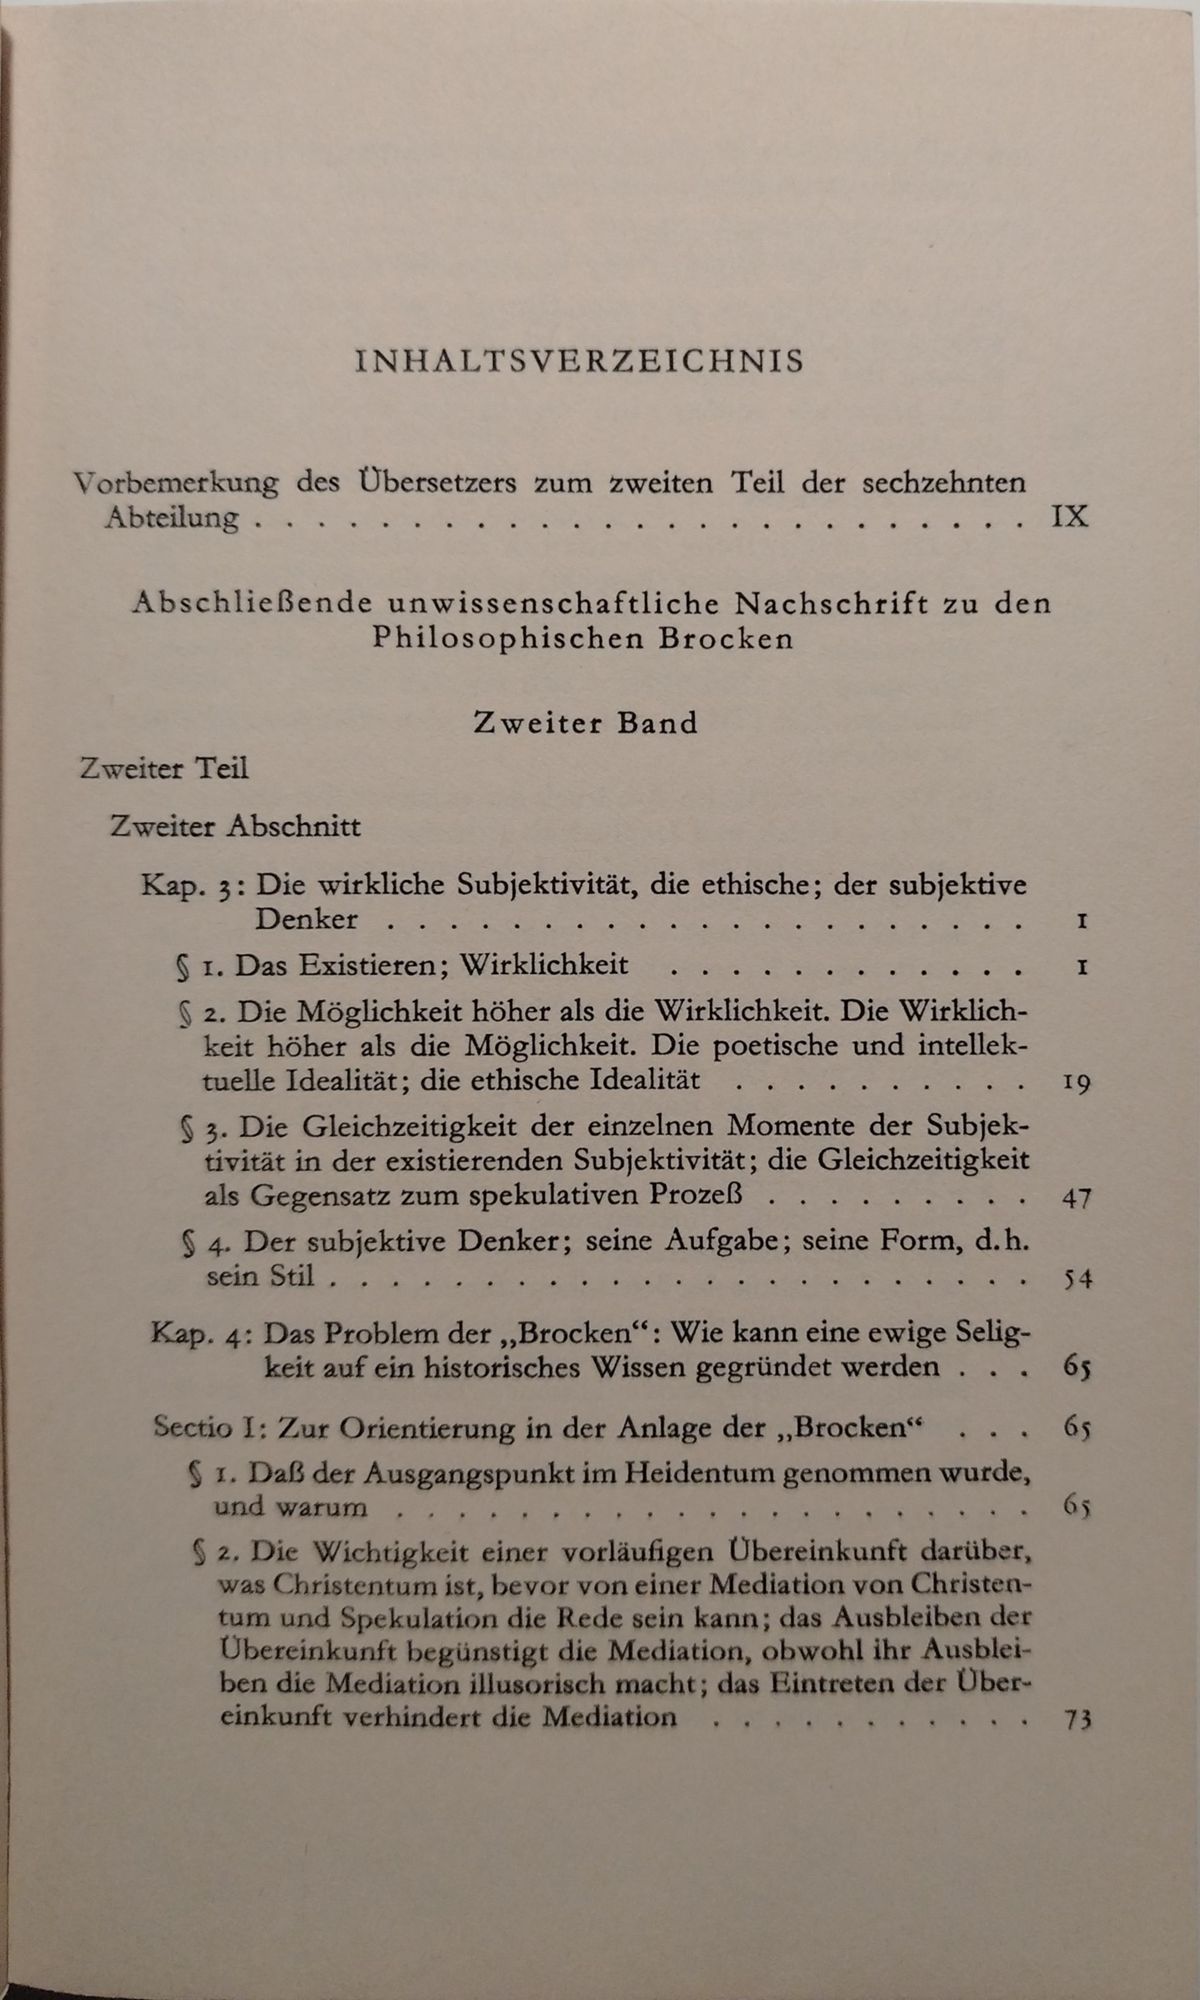 INHALTSVERZEICHNIS
Vorbemerkung des Übersetzers zum zweiten Teil der sechzehnten
Abteilung . . . . . . . . . . . . . . . . . . . . . . . . . IX
Abschließende unwissenschaftliche Nachschrift zu den
Philosophischen Brocken
Zweiter Band
Zweiter Teil
Zweiter Abschnitt
Kap. 3: Die wirkliche Subjektivität, die ethische; der subjektive
Denker . . . . . . . . . . . . . . . . . . . . . 1
§ 1. Das Existieren; Wirklichkeit . . . . . . . . . . . . 1
§ 2. Die Möglichkeit höher als die Wirklichkeit. Die Wirklich-
keit höher als die Möglichkeit. Die poetische und intellek-
tuelle Idealität; die ethische Idealität . . . . . . . . . . 19
§ 3. Die Gleichzeitigkeit der einzelnen Momente der Subjek-
tivität in der existierenden Subjektivität; die Gleichzeitigkeit
als Gegensatz zum spekulativen Prozeß . . . . . . . . . 47
§ 4. Der subjektive Denker; seine Aufgabe; seine Form, d.h.
sein Stil . . . . . . . . . . . . . . . . . . . . . . . 54
Kap. 4: Das Problem der „Brocken“: Wie kann eine ewige Selig-
keit auf ein historisches Wissen gegründet werden . . . 65
Sectio I: Zur Orientierung in der Anlage der „Brocken“ . . . 65
§ 1. Daß der Ausgangspunkt im Heidentum genommen wurde,
und warum . . . . . . . . . . . . . . . . . . . . . 65
§ 2. Die Wichtigkeit einer vorläufigen Übereinkunft darüber,
was Christentum ist, bevor von einer Mediation von Christen-
tum und Spekulation die Rede sein kann; das Ausbleiben der
Übereinkunft begünstigt die Mediation, obwohl ihr Ausblei-
ben die Mediation illusorisch macht; das Eintreten der Über-
einkunft verhindert die Mediation . . . . . . . . . . . 73